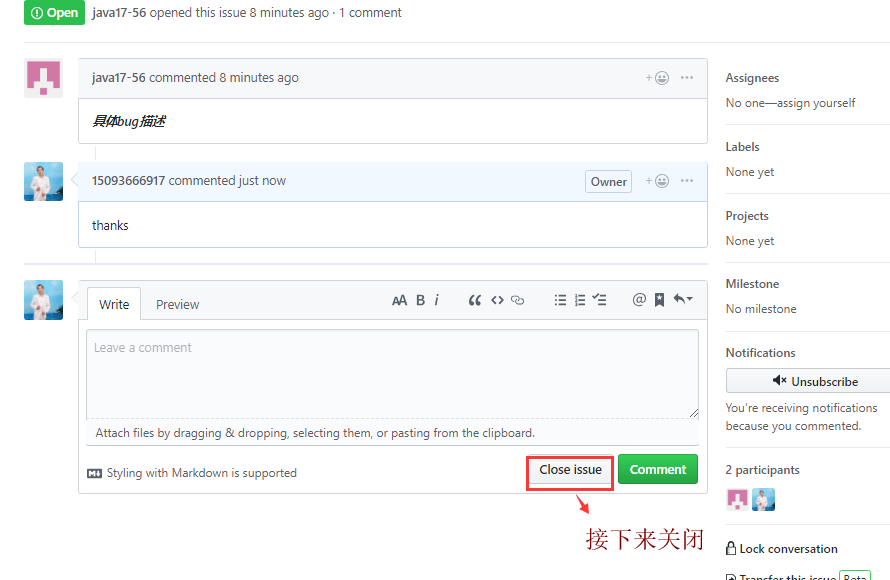 Open java17-56 opened this issue 8 minutes ago · 1 comment
java17-56 commented 8 minutes ago
具体bug描述
15093666917 commented just now Owner
thanks
Write Preview AA B i
Leave a comment
Attach files by dragging & dropping, selecting them, or pasting from the clipboard.
Styling with Markdown is supported Close issue Comment
接下来关闭
Assignees
No one—assign yourself
Labels
None yet
Projects
None yet
Milestone
No milestone
Notifications
Unsubscribe
You're receiving notifications
because you commented.
2 participants
Lock conversation
Transfer this issue Beta